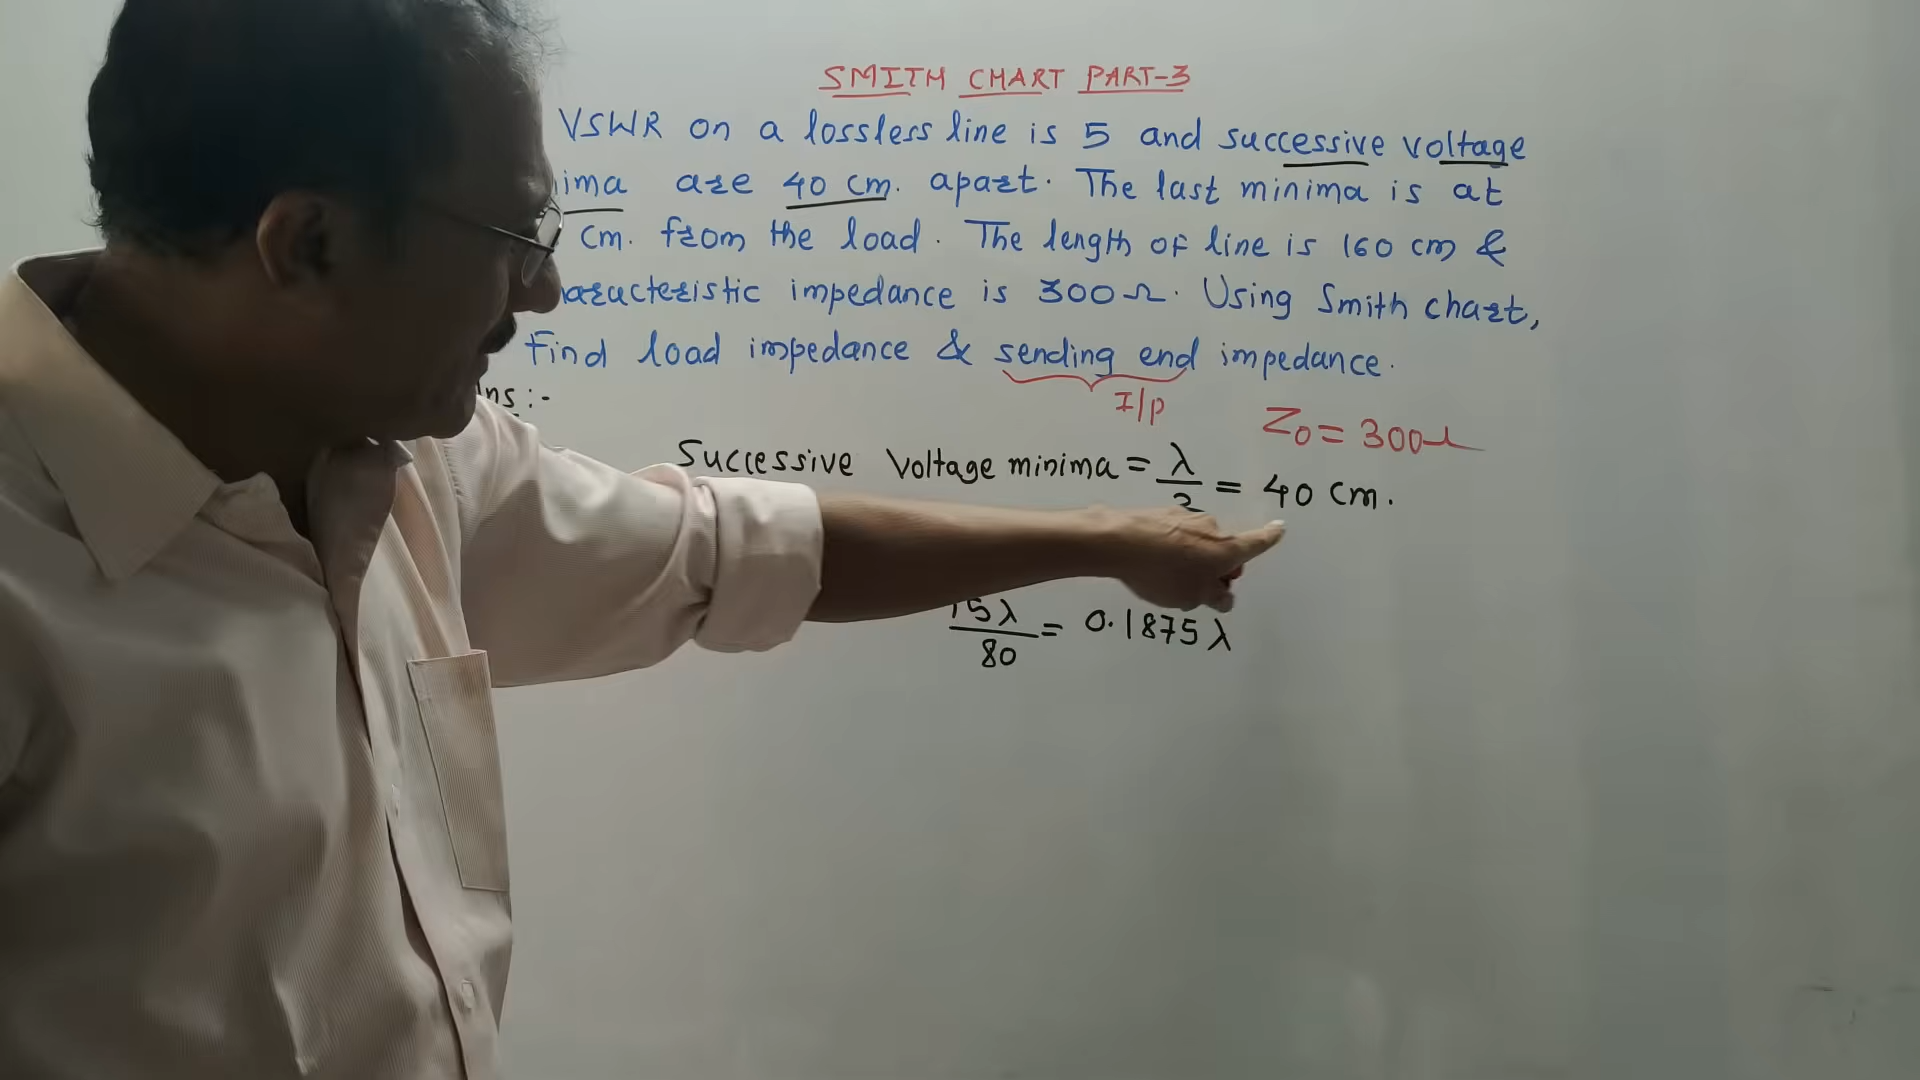 SMITH CHART PART-3
VSWR on a lossless line is 5 and successive voltage
ima are 40 cm. apart. The last minima is at
cm. from the load. The length of line is 160 cm &
aracteristic impedance is 300Ω. Using Smith chart,
Find load impedance & sending end impedance.
I/p
ns :-
Z0 = 300Ω
Successive Voltage minima = λ/2 = 40 cm.
15λ/80 = 0.1875λ